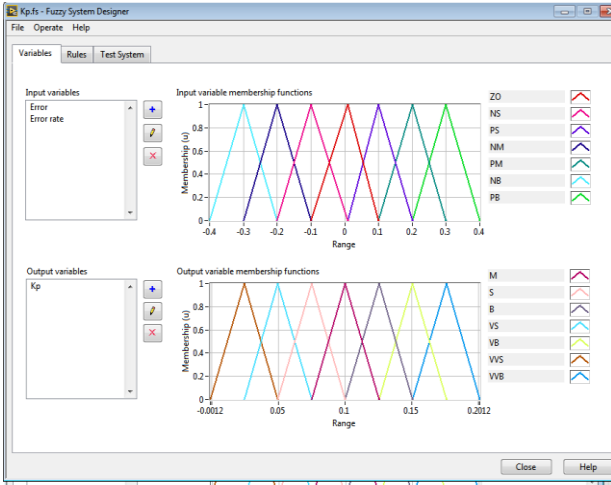 Kp.fs - Fuzzy System Designer
File Operate Help
Variables Rules Test System
Input variables
Error
Error rate
Input variable membership functions
Membership (u)
1
0.8
0.6
0.4
0.2
0
-0.4 -0.3 -0.2 -0.1 0 0.1 0.2 0.3 0.4
Range
ZO
NS
PS
NM
PM
NB
PB
Output variables
Kp
Output variable membership functions
Membership (u)
1
0.8
0.6
0.4
0.2
0
-0.0012 0.05 0.1 0.15 0.2012
Range
M
S
B
VS
VB
VVS
VVB
Close Help